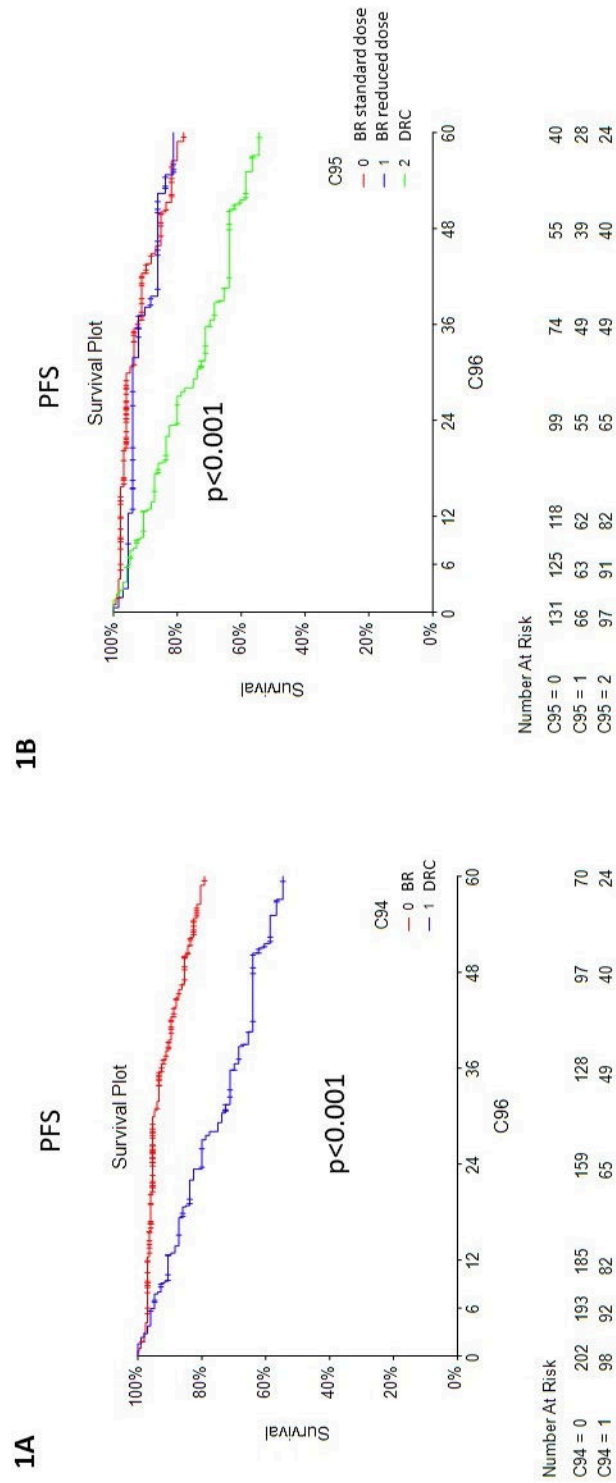 1A
PFS
Survival Plot
100%
80%
60%
40%
20%
0%
Survival
p<0.001
C94
0 BR
1 DRC
0 6 12 24 36 48 60
C96
Number At Risk
C94 = 0 202 193 185 159 128 97 70
C94 = 1 98 92 82 65 49 40 24
1B
PFS
Survival Plot
100%
80%
60%
40%
20%
0%
Survival
p<0.001
C95
0 BR standard dose
1 BR reduced dose
2 DRC
0 6 12 24 36 48 60
C96
Number At Risk
C95 = 0 131 125 118 99 74 55 40
C95 = 1 66 63 62 55 49 39 28
C95 = 2 97 91 82 65 49 40 24